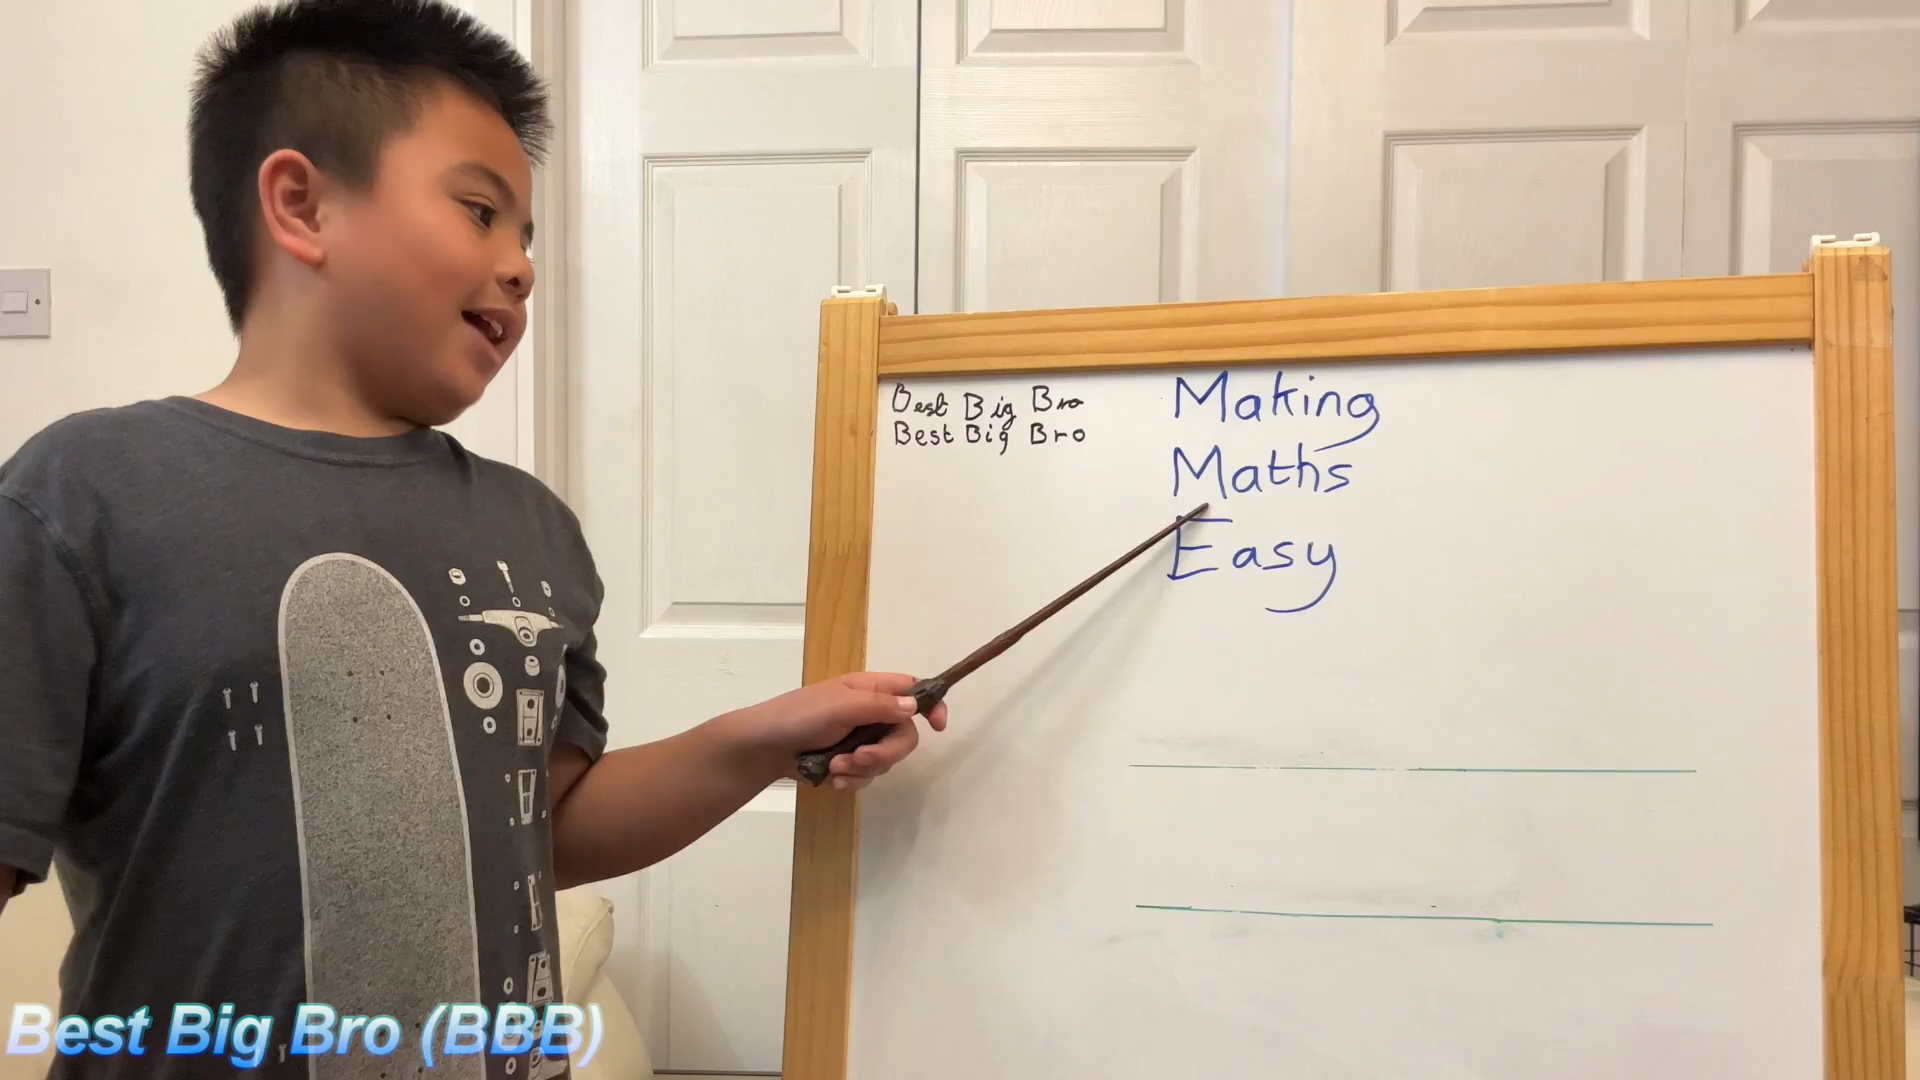 Best Big Bro
Best Big Bro
Making
Maths
Easy
Best Big Bro (BBB)